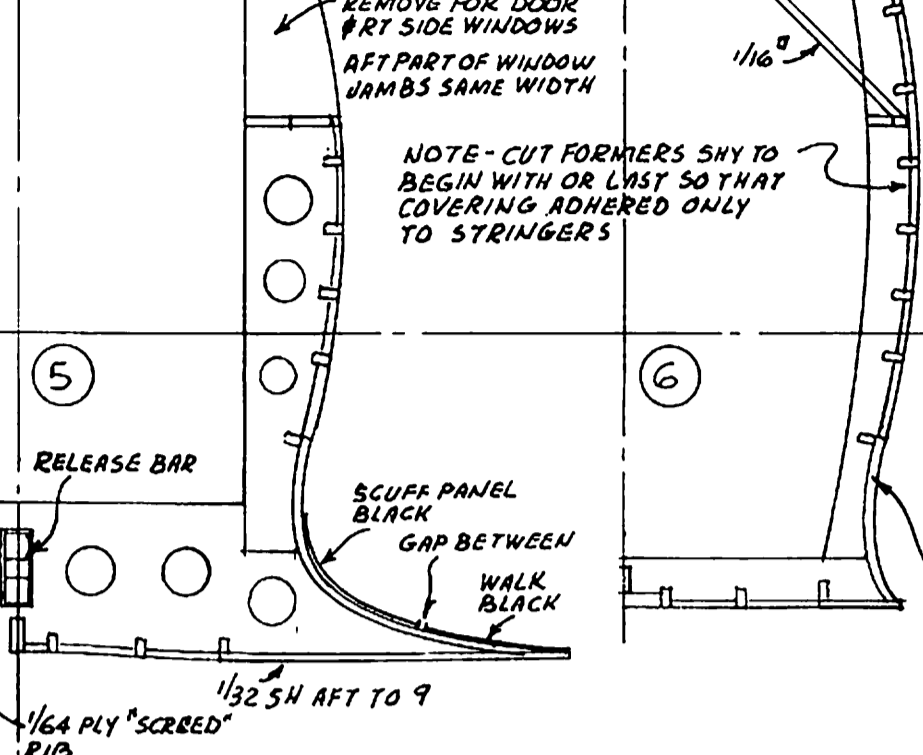 REMOVE FOR DOOR
& RT SIDE WINDOWS
AFT PART OF WINDOW
JAMBS SAME WIDTH
1/16"
NOTE - CUT FORMERS SHY TO
BEGIN WITH OR LAST SO THAT
COVERING ADHERED ONLY
TO STRINGERS
5
6
RELEASE BAR
SCUFF PANEL
BLACK
GAP BETWEEN
WALK
BLACK
1/32 SH AFT TO 9
1/64 PLY "SCREED"
RIB